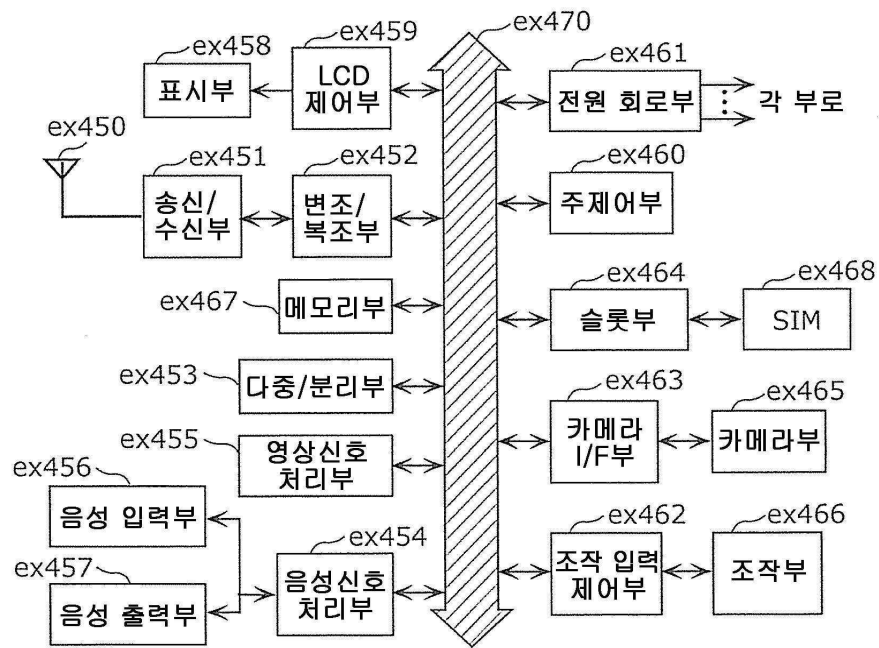 ex470
ex458
표시부
ex459
LCD
제어부
ex461
전원 회로부
각 부로
ex450
ex451
송신/
수신부
ex452
변조/
복조부
ex460
주제어부
ex467
메모리부
ex464
슬롯부
ex468
SIM
ex453
다중/분리부
ex463
카메라
I/F부
ex465
카메라부
ex455
영상신호
처리부
ex456
음성 입력부
ex457
음성 출력부
ex454
음성신호
처리부
ex462
조작 입력
제어부
ex466
조작부